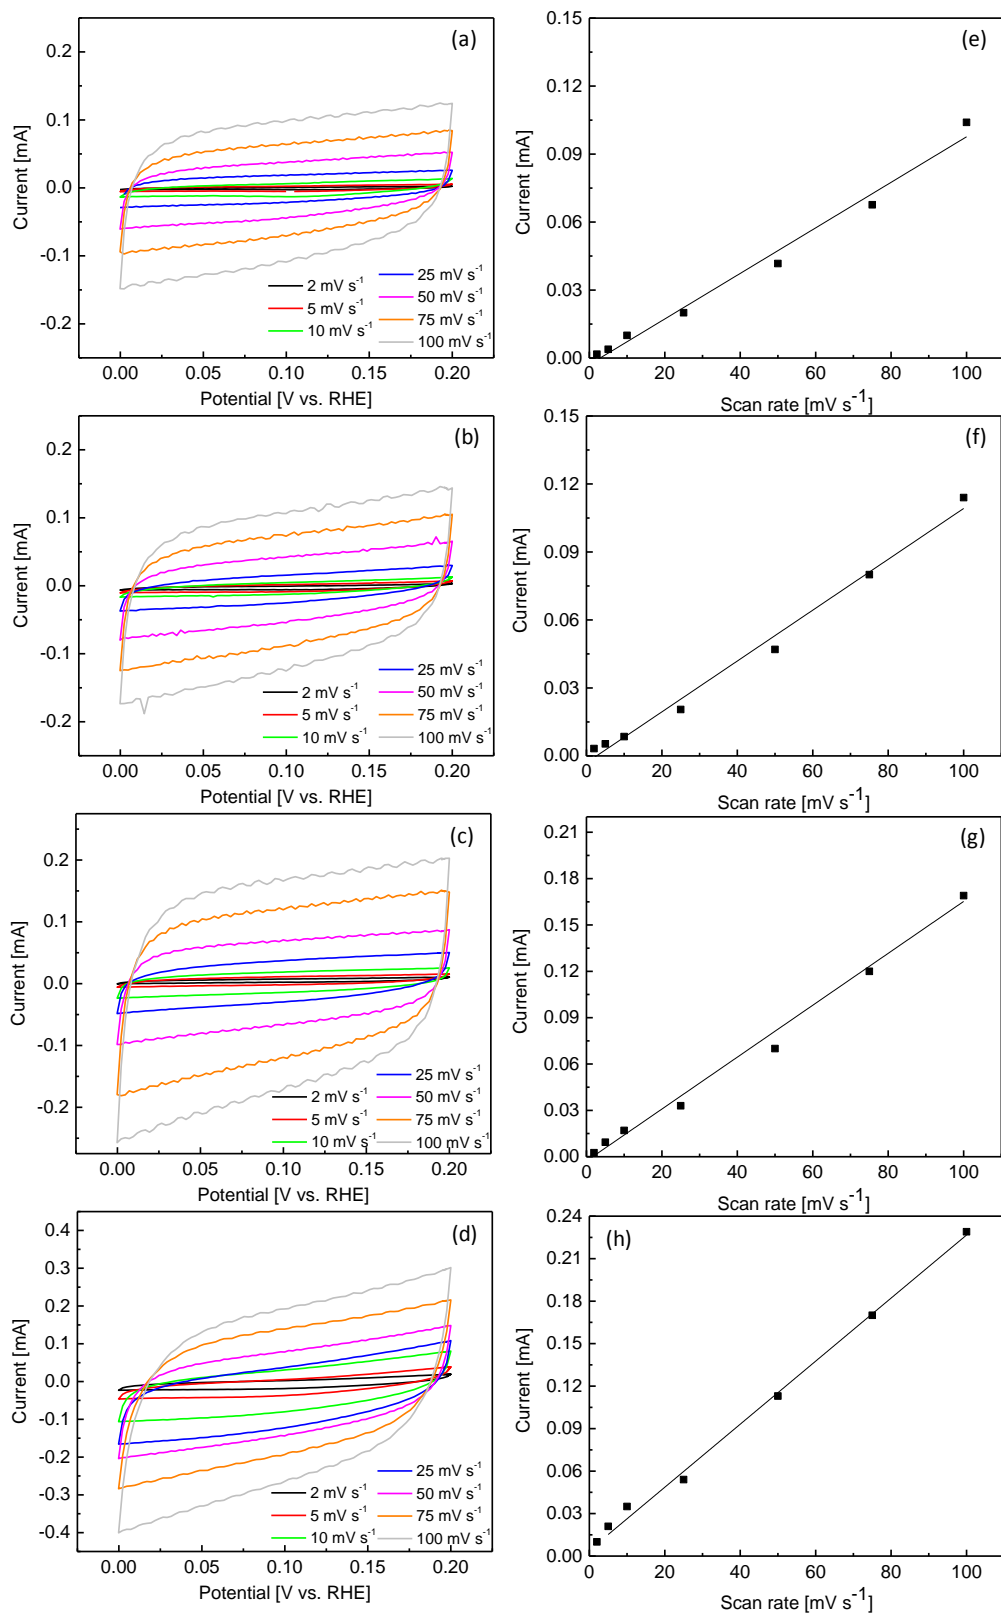 (a)
0.2
0.1
0.0
-0.1
-0.2
Current [mA]
2 mV s⁻¹
5 mV s⁻¹
10 mV s⁻¹
25 mV s⁻¹
50 mV s⁻¹
75 mV s⁻¹
100 mV s⁻¹
0.00 0.05 0.10 0.15 0.20
Potential [V vs. RHE]
(e)
0.15
0.12
0.09
0.06
0.03
0.00
Current [mA]
0 20 40 60 80 100
Scan rate [mV s⁻¹]
(b)
0.2
0.1
0.0
-0.1
-0.2
Current [mA]
2 mV s⁻¹
5 mV s⁻¹
10 mV s⁻¹
25 mV s⁻¹
50 mV s⁻¹
75 mV s⁻¹
100 mV s⁻¹
0.00 0.05 0.10 0.15 0.20
Potential [V vs. RHE]
(f)
0.15
0.12
0.09
0.06
0.03
0.00
Current [mA]
0 20 40 60 80 100
Scan rate [mV s⁻¹]
(c)
0.2
0.1
0.0
-0.1
-0.2
Current [mA]
2 mV s⁻¹
5 mV s⁻¹
10 mV s⁻¹
25 mV s⁻¹
50 mV s⁻¹
75 mV s⁻¹
100 mV s⁻¹
0.00 0.05 0.10 0.15 0.20
Potential [V vs. RHE]
(g)
0.21
0.18
0.15
0.12
0.09
0.06
0.03
0.00
Current [mA]
0 20 40 60 80 100
Scan rate [mV s⁻¹]
(d)
0.4
0.3
0.2
0.1
0.0
-0.1
-0.2
-0.3
-0.4
Current [mA]
2 mV s⁻¹
5 mV s⁻¹
10 mV s⁻¹
25 mV s⁻¹
50 mV s⁻¹
75 mV s⁻¹
100 mV s⁻¹
0.00 0.05 0.10 0.15 0.20
Potential [V vs. RHE]
(h)
0.24
0.21
0.18
0.15
0.12
0.09
0.06
0.03
0.00
Current [mA]
0 20 40 60 80 100
Scan rate [mV s⁻¹]